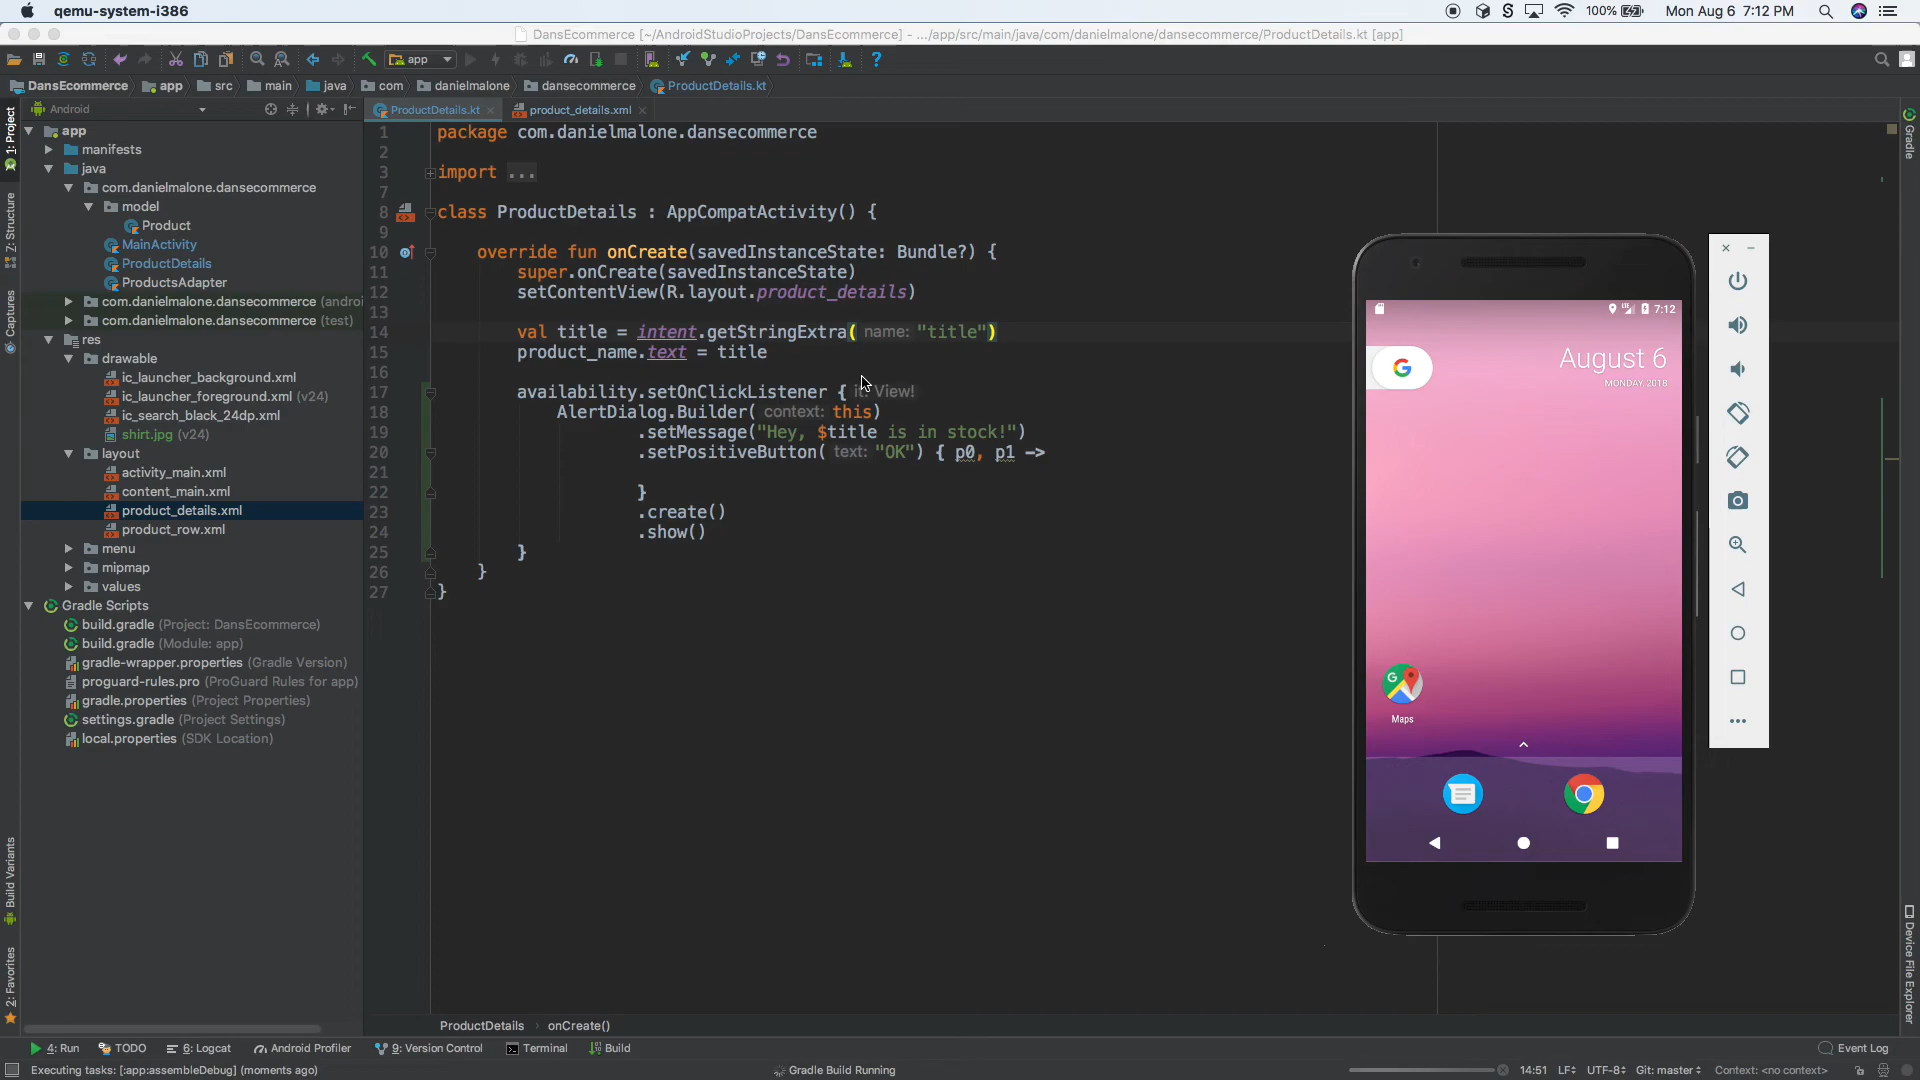 qemu-system-i386
100%
Mon Aug 6 7:12 PM
DansEcommerce [~/AndroidStudioProjects/DansEcommerce] - .../app/src/main/java/com/danielmalone/dansecommerce/ProductDetails.kt [app]
app
DansEcommerce app src main java com danielmalone dansecommerce ProductDetails.kt
Android
ProductDetails.kt
product_details.xml
1: Project
Z: Structure
Captures
Build Variants
2: Favorites
app
manifests
java
com.danielmalone.dansecommerce
model
Product
MainActivity
ProductDetails
ProductsAdapter
com.danielmalone.dansecommerce (androi
com.danielmalone.dansecommerce (test)
res
drawable
ic_launcher_background.xml
ic_launcher_foreground.xml (v24)
ic_search_black_24dp.xml
shirt.jpg (v24)
layout
activity_main.xml
content_main.xml
product_details.xml
product_row.xml
menu
mipmap
values
Gradle Scripts
build.gradle (Project: DansEcommerce)
build.gradle (Module: app)
gradle-wrapper.properties (Gradle Version)
proguard-rules.pro (ProGuard Rules for app)
gradle.properties (Project Properties)
settings.gradle (Project Settings)
local.properties (SDK Location)
1 package com.danielmalone.dansecommerce
2
3 import ...
7
8 class ProductDetails : AppCompatActivity() {
9
10 override fun onCreate(savedInstanceState: Bundle?) {
11 super.onCreate(savedInstanceState)
12 setContentView(R.layout.product_details)
13
14 val title = intent.getStringExtra( name: "title")
15 product_name.text = title
16
17 availability.setOnClickListener { it: View!
18 AlertDialog.Builder( context: this)
19 .setMessage("Hey, $title is in stock!")
20 .setPositiveButton( text: "OK") { p0, p1 ->
21
22 }
23 .create()
24 .show()
25 }
26 }
27 }
7:12
August 6
MONDAY, 2018
Maps
Gradle
Device File Explorer
ProductDetails › onCreate()
4: Run TODO 6: Logcat Android Profiler 9: Version Control Terminal Build Event Log
Executing tasks: [:app:assembleDebug] (moments ago) Gradle Build Running 14:51 LF UTF-8 Git: master Context: <no context>